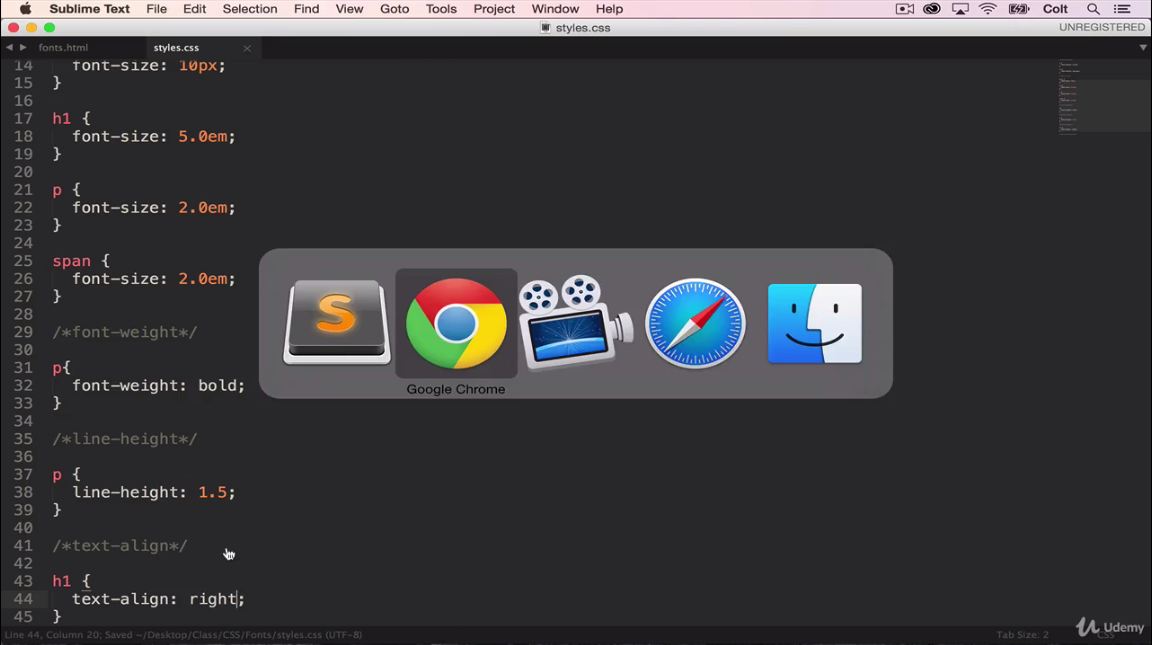 Sublime Text File Edit Selection Find View Goto Tools Project Window Help Colt
styles.css UNREGISTERED
fonts.html styles.css
14 font-size: 10px;
15 }
16
17 h1 {
18 font-size: 5.0em;
19 }
20
21 p {
22 font-size: 2.0em;
23 }
24
25 span {
26 font-size: 2.0em;
27 }
28
29 /*font-weight*/
30
31 p{
32 font-weight: bold;
33 }
34
35 /*line-height*/
36
37 p {
38 line-height: 1.5;
39 }
40
41 /*text-align*/
42
43 h1 {
44 text-align: right;
45 }
Google Chrome
Line 44, Column 20; Saved ~/Desktop/Class/CSS/Fonts/styles.css (UTF-8) Tab Size: 2 CSS
Udemy